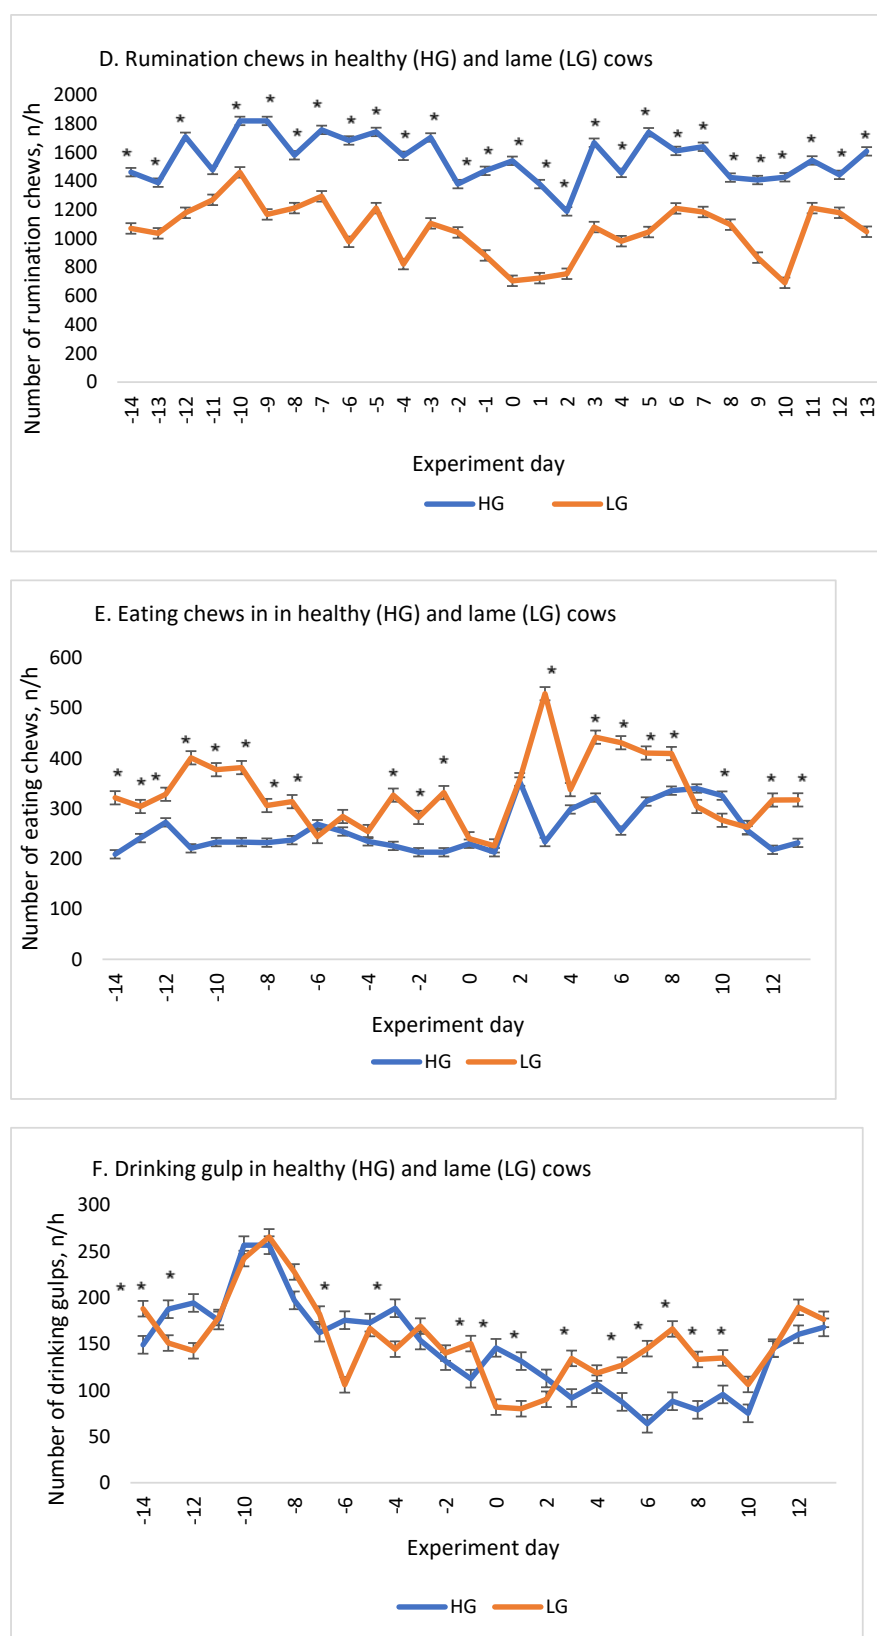 D. Rumination chews in healthy (HG) and lame (LG) cows
Number of rumination chews, n/h
2000
1800
1600
1400
1200
1000
800
600
400
200
0
* * * * * * * * * * * * * * * * * * * * * * * * * * *
-14 -13 -12 -11 -10 -9 -8 -7 -6 -5 -4 -3 -2 -1 0 1 2 3 4 5 6 7 8 9 10 11 12 13
Experiment day
HG LG
E. Eating chews in in healthy (HG) and lame (LG) cows
Number of eating chews, n/h
600
500
400
300
200
100
0
* * * * * * * * * * * * * * * * * * *
-14 -12 -10 -8 -6 -4 -2 0 2 4 6 8 10 12
Experiment day
HG LG
F. Drinking gulp in healthy (HG) and lame (LG) cows
Number of drinking gulps, n/h
300
250
200
150
100
50
0
* * * * * * * * * * * * * *
-14 -12 -10 -8 -6 -4 -2 0 2 4 6 8 10 12
Experiment day
HG LG